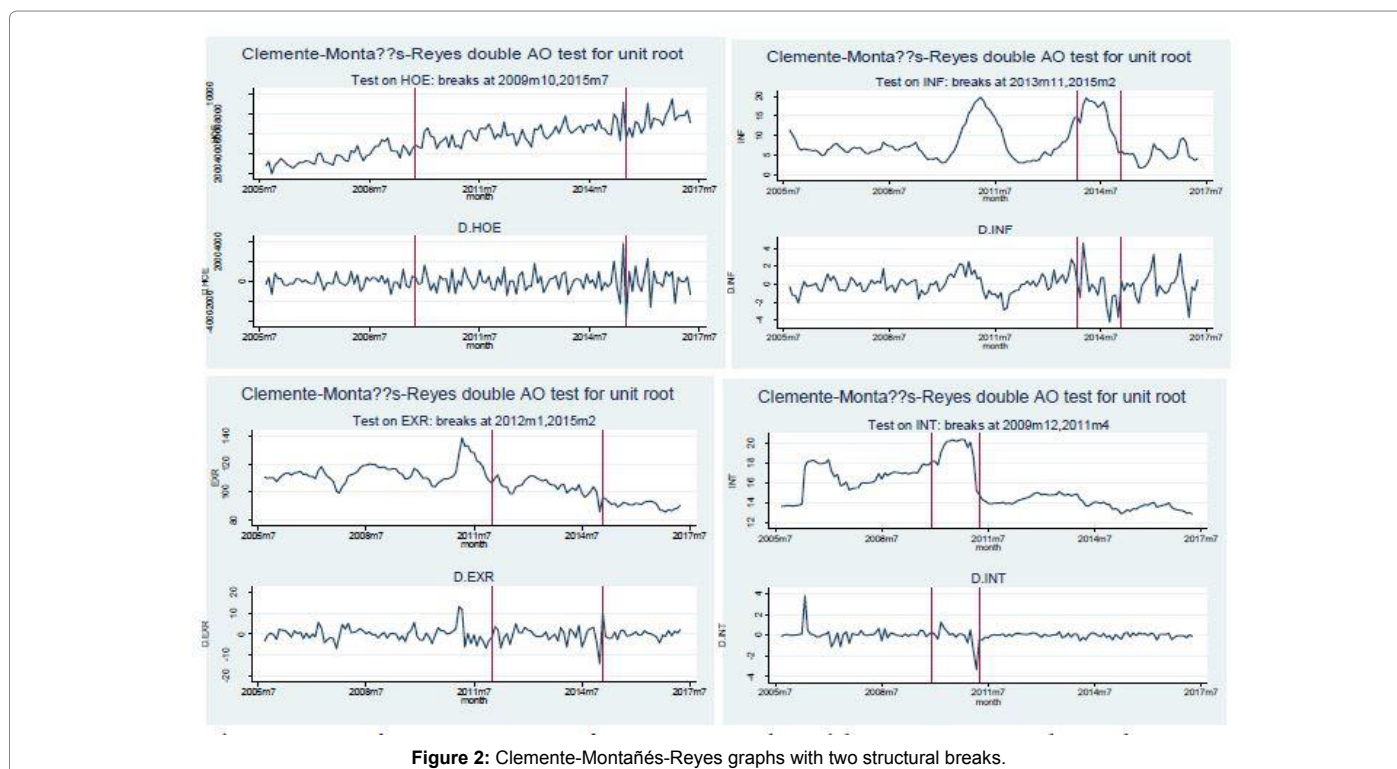 Clemente-Monta??s-Reyes double AO test for unit root
Test on HOE: breaks at 2009m10,2015m7
2005m7 2008m7 2011m7 2014m7 2017m7
month
D.HOE
D.HOE
2005m7 2008m7 2011m7 2014m7 2017m7
month
Clemente-Monta??s-Reyes double AO test for unit root
Test on INF: breaks at 2013m11,2015m2
INF
20
15
10
5
0
2005m7 2008m7 2011m7 2014m7 2017m7
month
D.INF
D.INF
4
2
0
-2
-4
2005m7 2008m7 2011m7 2014m7 2017m7
month
Clemente-Monta??s-Reyes double AO test for unit root
Test on EXR: breaks at 2012m1,2015m2
EXR
140
120
100
80
2005m7 2008m7 2011m7 2014m7 2017m7
month
D.EXR
D.EXR
20
10
0
-10
-20
2005m7 2008m7 2011m7 2014m7 2017m7
month
Clemente-Monta??s-Reyes double AO test for unit root
Test on INT: breaks at 2009m12,2011m4
INT
20
18
16
14
12
2005m7 2008m7 2011m7 2014m7 2017m7
month
D.INT
D.INT
4
2
0
-2
-4
2005m7 2008m7 2011m7 2014m7 2017m7
month
Figure 2: Clemente-Montañés-Reyes graphs with two structural breaks.